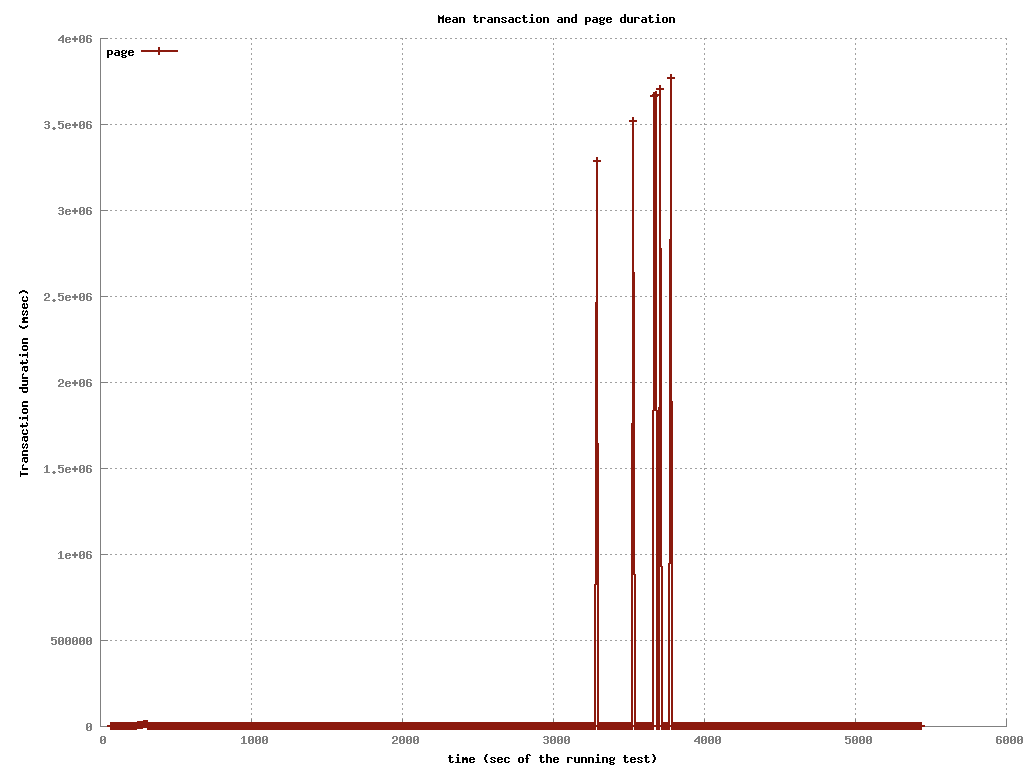 Mean transaction and page duration
4e+06
page
3.5e+06
3e+06
2.5e+06
2e+06
1.5e+06
1e+06
500000
0
Transaction duration (msec)
0 1000 2000 3000 4000 5000 6000
time (sec of the running test)